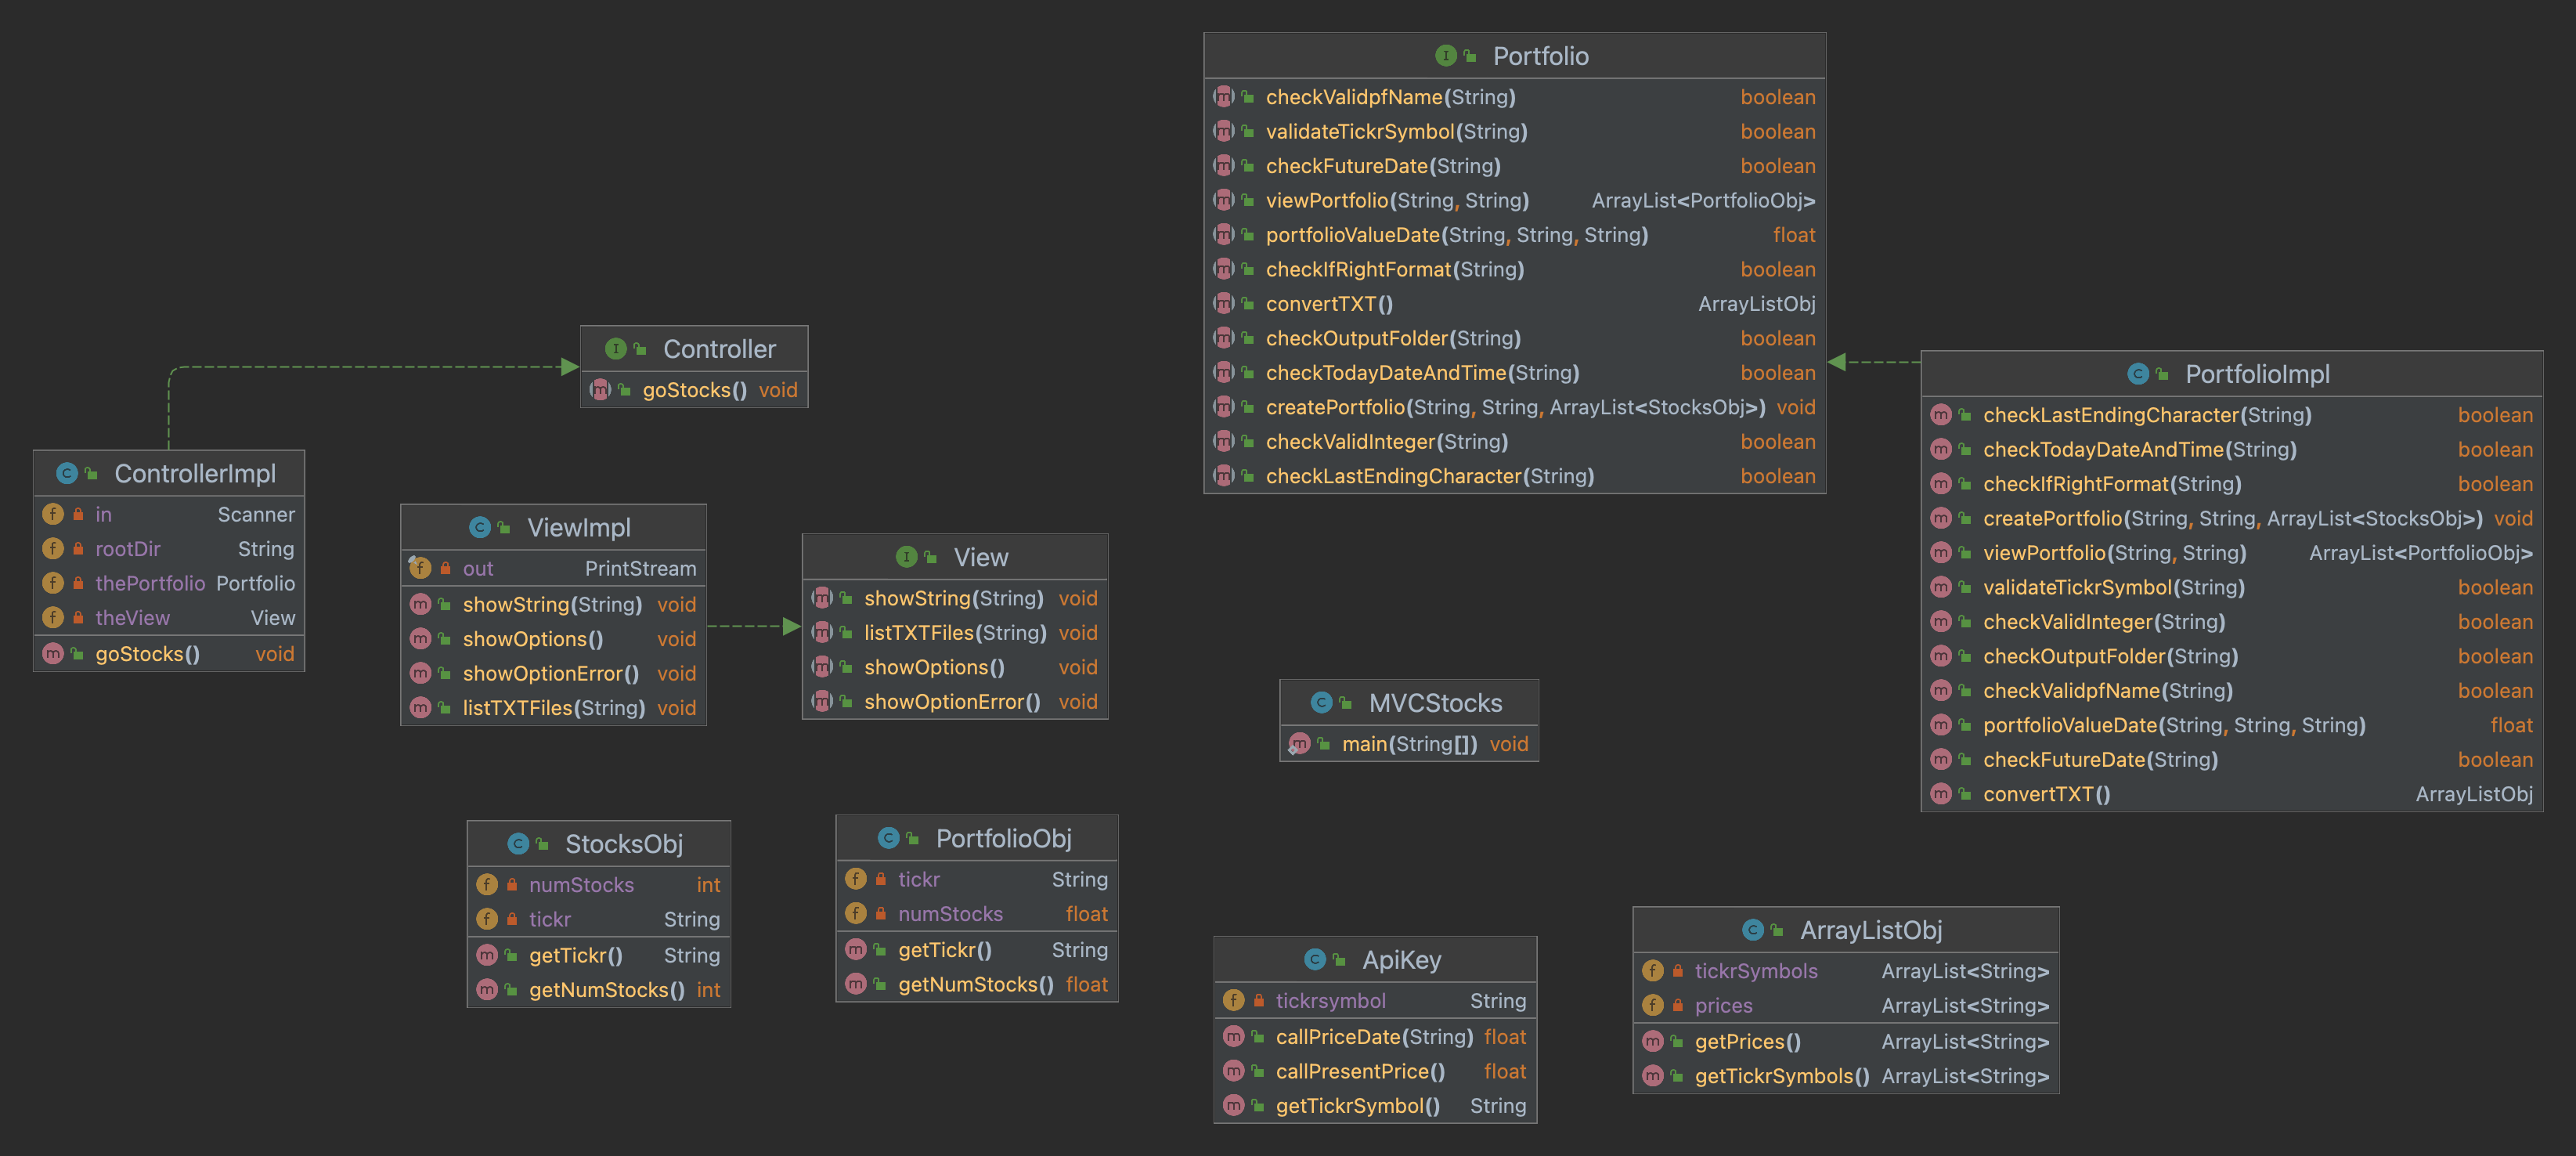 Portfolio
checkValidpfName(String) boolean
validateTickrSymbol(String) boolean
checkFutureDate(String) boolean
viewPortfolio(String, String) ArrayList<PortfolioObj>
portfolioValueDate(String, String, String) float
checkIfRightFormat(String) boolean
convertTXT() ArrayListObj
checkOutputFolder(String) boolean
checkTodayDateAndTime(String) boolean
createPortfolio(String, String, ArrayList<StocksObj>) void
checkValidInteger(String) boolean
checkLastEndingCharacter(String) boolean
Controller
goStocks() void
PortfolioImpl
checkLastEndingCharacter(String) boolean
checkTodayDateAndTime(String) boolean
checkIfRightFormat(String) boolean
createPortfolio(String, String, ArrayList<StocksObj>) void
viewPortfolio(String, String) ArrayList<PortfolioObj>
validateTickrSymbol(String) boolean
checkValidInteger(String) boolean
checkOutputFolder(String) boolean
checkValidpfName(String) boolean
portfolioValueDate(String, String, String) float
checkFutureDate(String) boolean
convertTXT() ArrayListObj
ControllerImpl
in Scanner
rootDir String
thePortfolio Portfolio
theView View
goStocks() void
ViewImpl
out PrintStream
showString(String) void
showOptions() void
showOptionError() void
listTXTFiles(String) void
View
showString(String) void
listTXTFiles(String) void
showOptions() void
showOptionError() void
MVCStocks
main(String[]) void
StocksObj
numStocks int
tickr String
getTickr() String
getNumStocks() int
PortfolioObj
tickr String
numStocks float
getTickr() String
getNumStocks() float
ApiKey
tickrsymbol String
callPriceDate(String) float
callPresentPrice() float
getTickrSymbol() String
ArrayListObj
tickrSymbols ArrayList<String>
prices ArrayList<String>
getPrices() ArrayList<String>
getTickrSymbols() ArrayList<String>